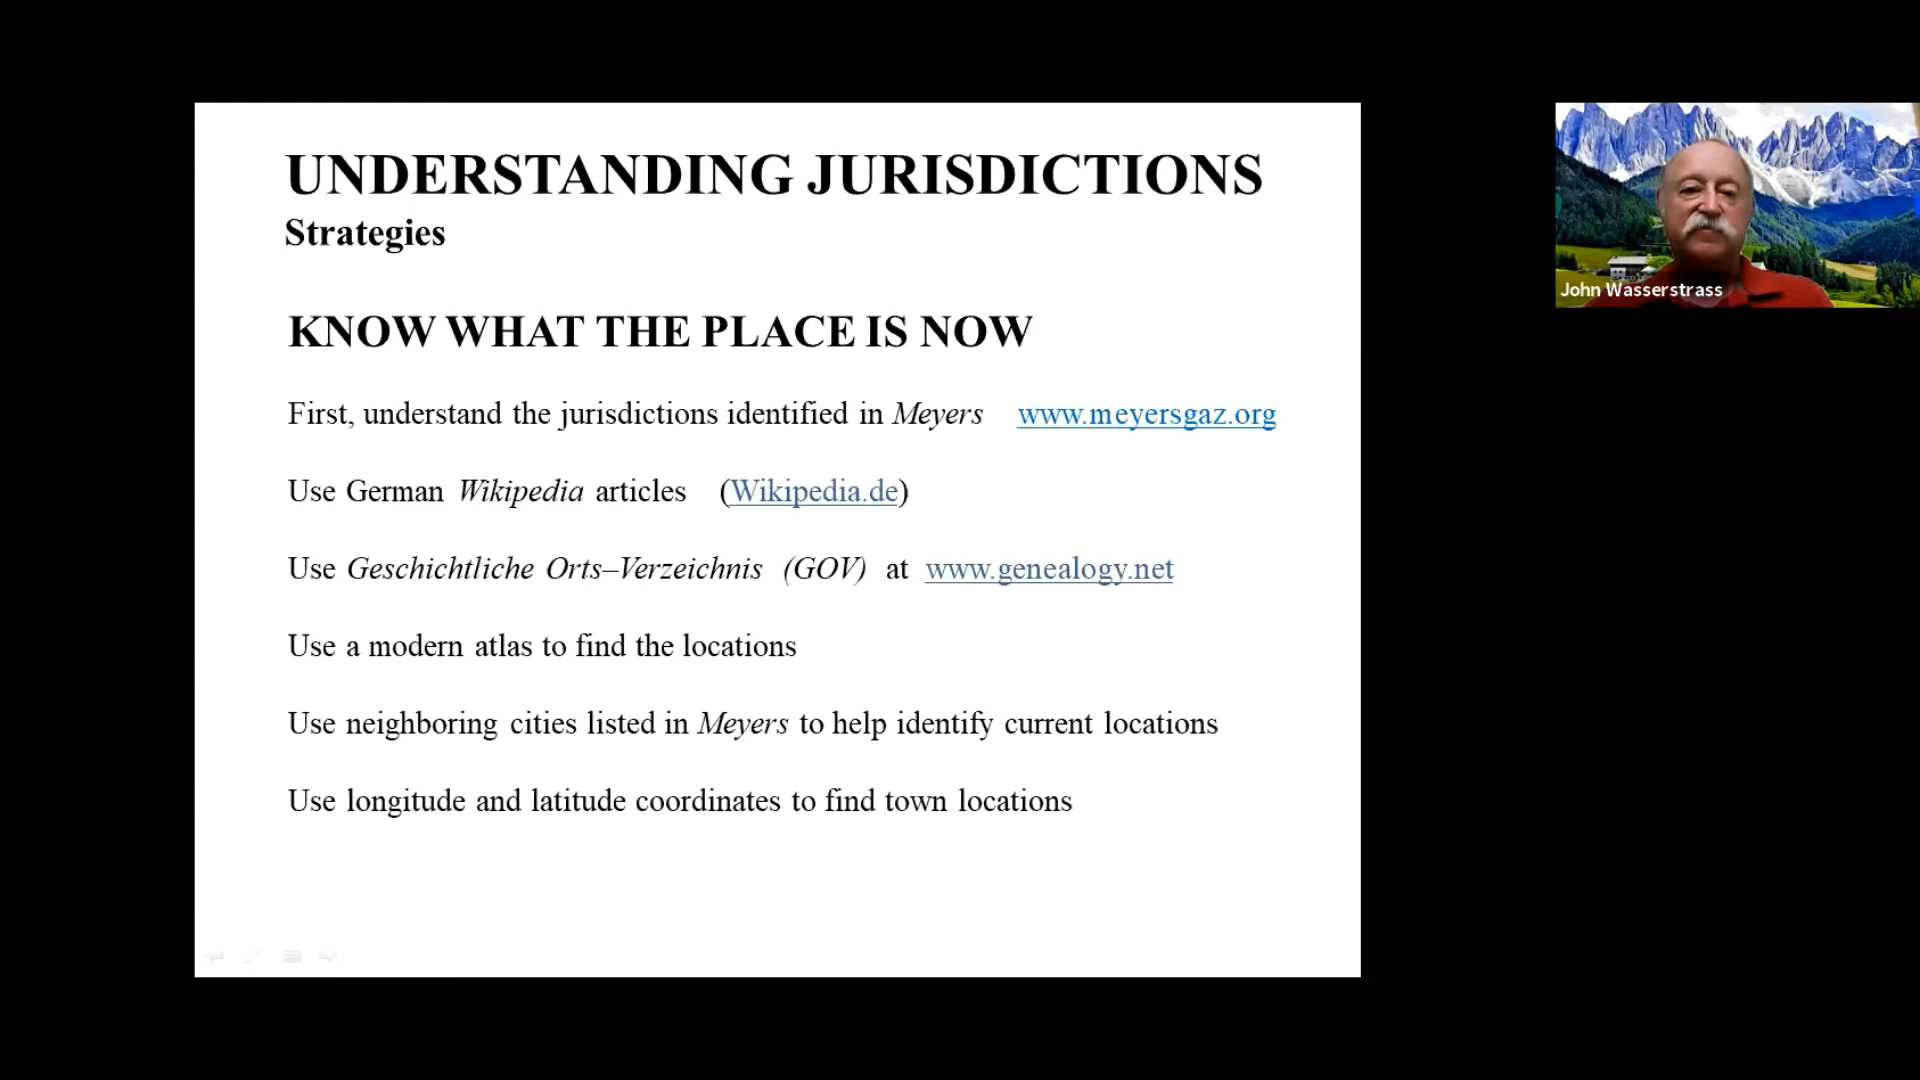 UNDERSTANDING JURISDICTIONS
Strategies
KNOW WHAT THE PLACE IS NOW
First, understand the jurisdictions identified in Meyers www.meyersgaz.org
Use German Wikipedia articles (Wikipedia.de)
Use Geschichtliche Orts–Verzeichnis (GOV) at www.genealogy.net
Use a modern atlas to find the locations
Use neighboring cities listed in Meyers to help identify current locations
Use longitude and latitude coordinates to find town locations
John Wasserstrass